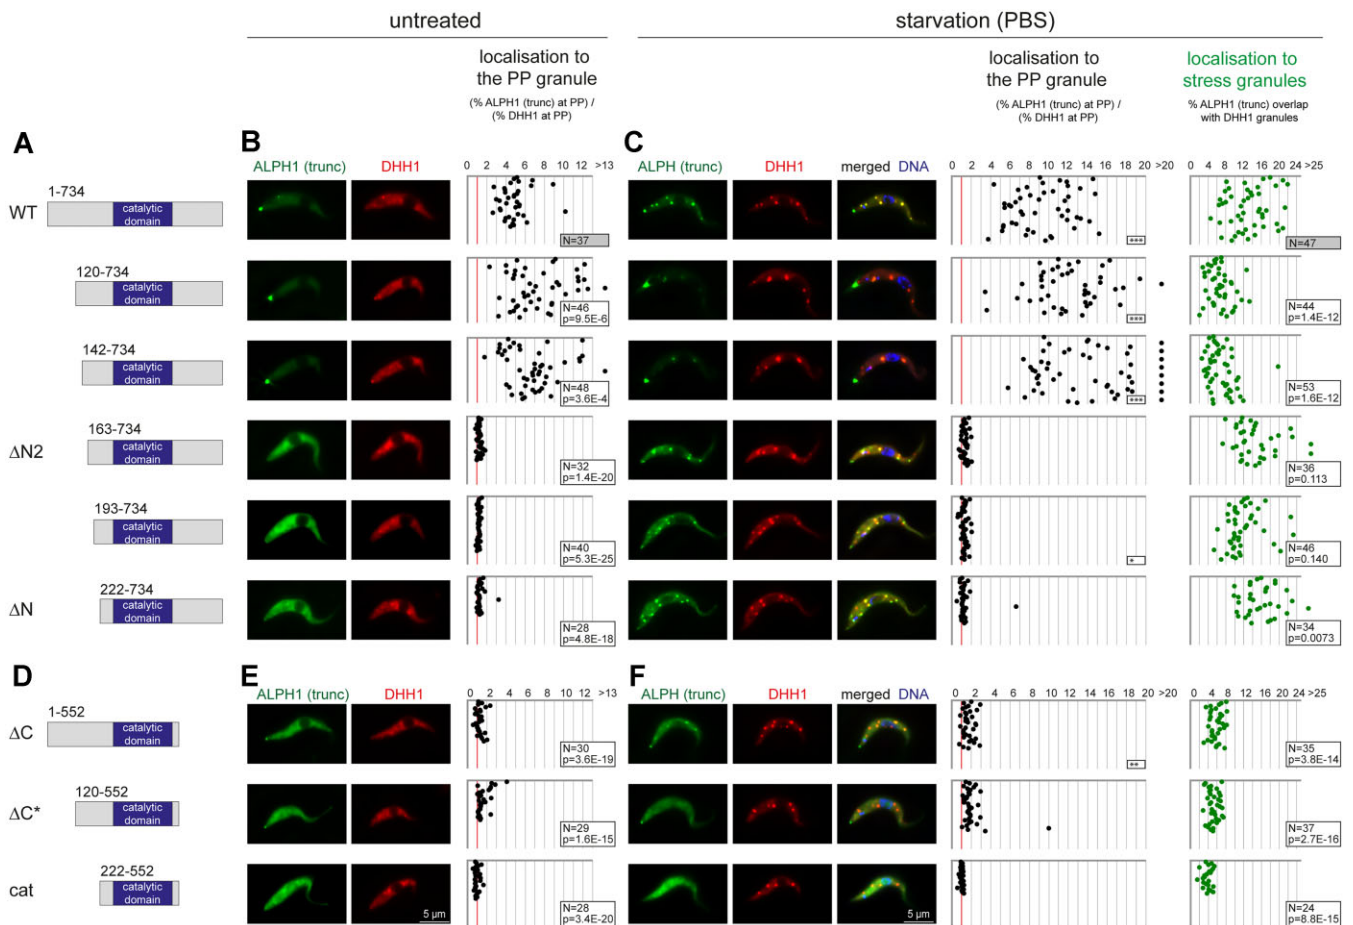 untreated
starvation (PBS)
localisation to
the PP granule
(% ALPH1 (trunc) at PP) /
(% DHH1 at PP)
localisation to
the PP granule
(% ALPH1 (trunc) at PP) /
(% DHH1 at PP)
localisation to
stress granules
% ALPH1 (trunc) overlap
with DHH1 granules
A
B
ALPH1 (trunc) DHH1
0 2 4 6 8 10 12 >13
C
ALPH (trunc) DHH1 merged DNA
0 2 4 6 8 10 12 14 16 18 20 >20
0 4 8 12 16 20 24 >25
WT
1-734
catalytic
domain
N=37
***
N=47
120-734
catalytic
domain
N=46
p=9.5E-6
***
N=44
p=1.4E-12
142-734
catalytic
domain
N=48
p=3.6E-4
***
N=53
p=1.6E-12
ΔN2
163-734
catalytic
domain
N=32
p=1.4E-20
N=36
p=0.113
193-734
catalytic
domain
N=40
p=5.3E-25
*
N=46
p=0.140
ΔN
222-734
catalytic
domain
N=28
p=4.8E-18
N=34
p=0.0073
D
E
ALPH1 (trunc) DHH1
0 2 4 6 8 10 12 >13
F
ALPH (trunc) DHH1 merged DNA
0 2 4 6 8 10 12 14 16 18 20 >20
0 4 8 12 16 20 24 >25
ΔC
1-552
catalytic
domain
N=30
p=3.6E-19
**
N=35
p=3.8E-14
ΔC*
120-552
catalytic
domain
N=29
p=1.6E-15
N=37
p=2.7E-16
cat
222-552
catalytic
domain
5 µm
N=28
p=3.4E-20
5 µm
N=24
p=8.8E-15